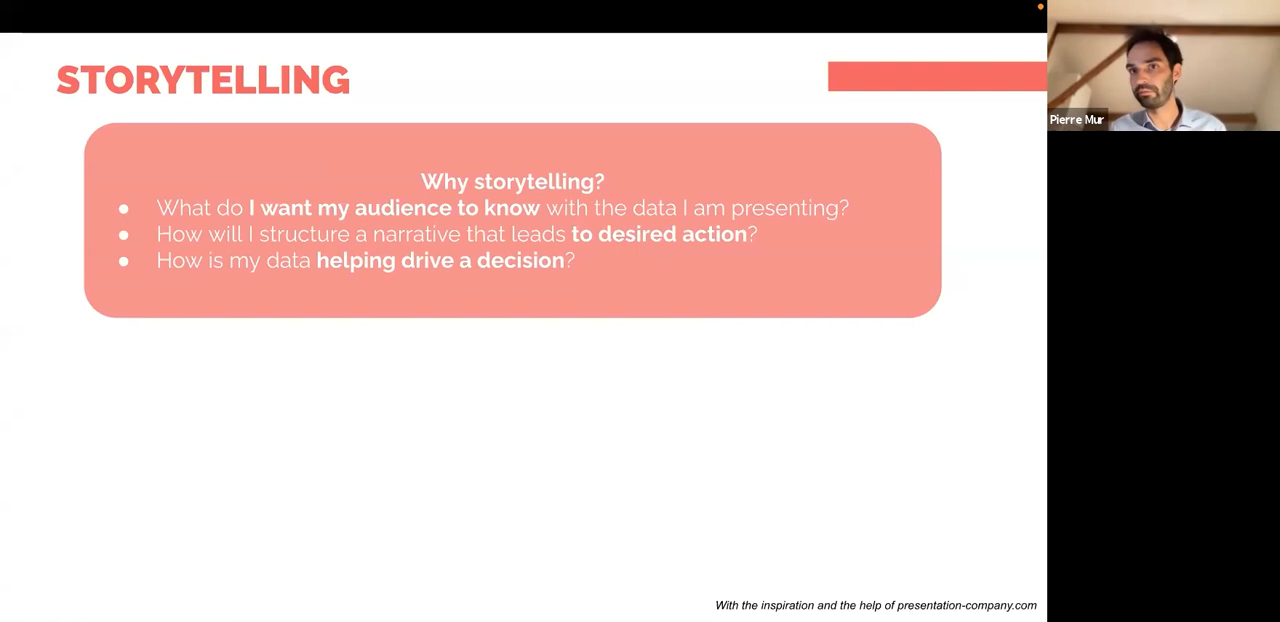 STORYTELLING
Why storytelling?
● What do I want my audience to know with the data I am presenting?
● How will I structure a narrative that leads to desired action?
● How is my data helping drive a decision?
With the inspiration and the help of presentation-company.com
Pierre Mur